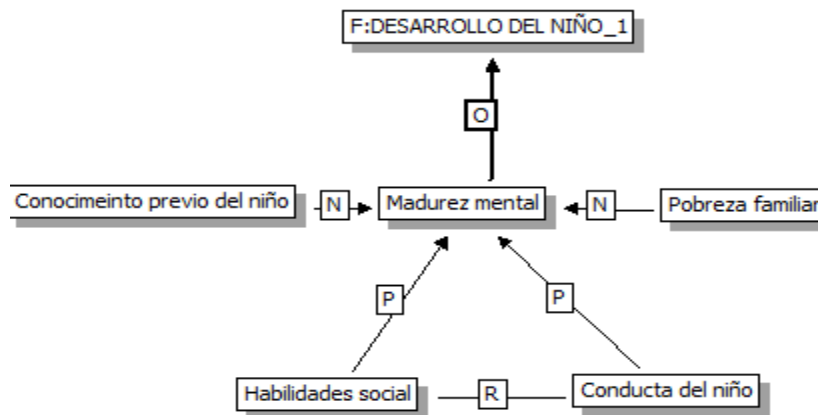 F:DESARROLLO DEL NIÑO_1
O
Conocimeinto previo del niño
N
Madurez mental
N
Pobreza familiar
P
P
Habilidades social
R
Conducta del niño